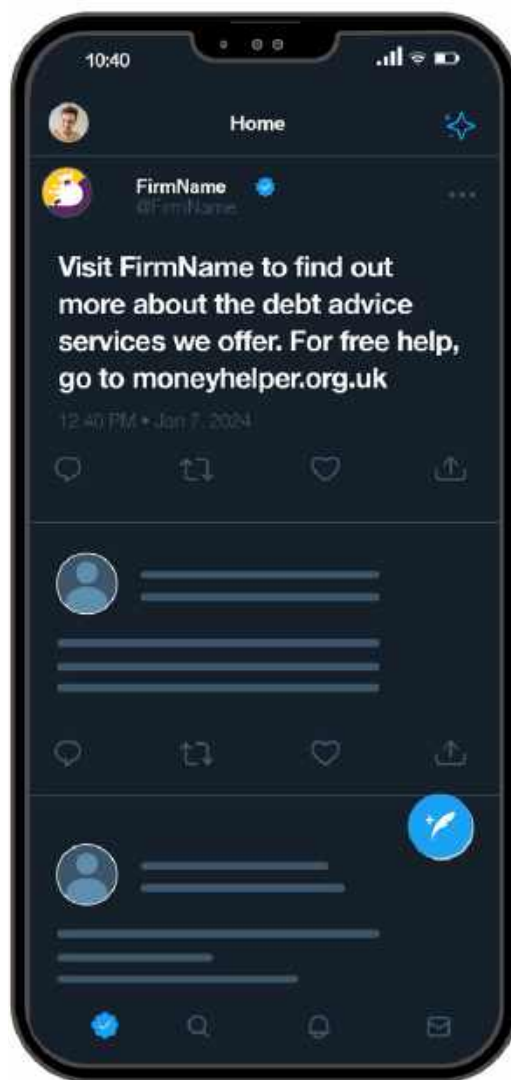 10:40
Home
FirmName
@FirmName
Visit FirmName to find out
more about the debt advice
services we offer. For free help,
go to moneyhelper.org.uk
12:40 PM • Jan 7, 2024